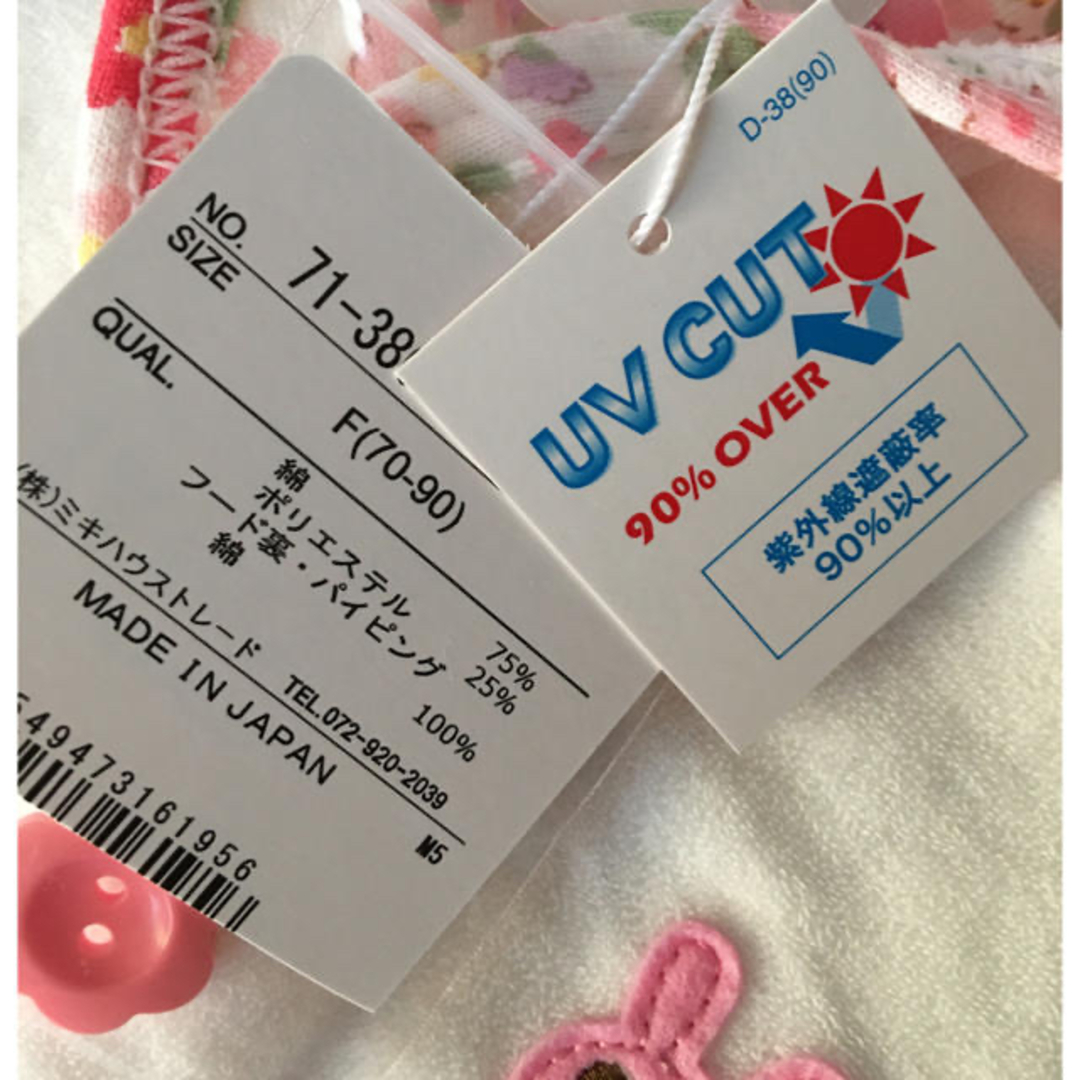 NO. 71-38
SIZE F(70-90)
QUAL.
綿 75%
ポリエステル 25%
フード裏・パイピング
綿 100%
(株)ミキハウストレード
TEL.072-920-2039
MADE IN JAPAN
M5
549473161956
D-38(90)
UV CUT
90% OVER
紫外線遮蔽率
90%以上